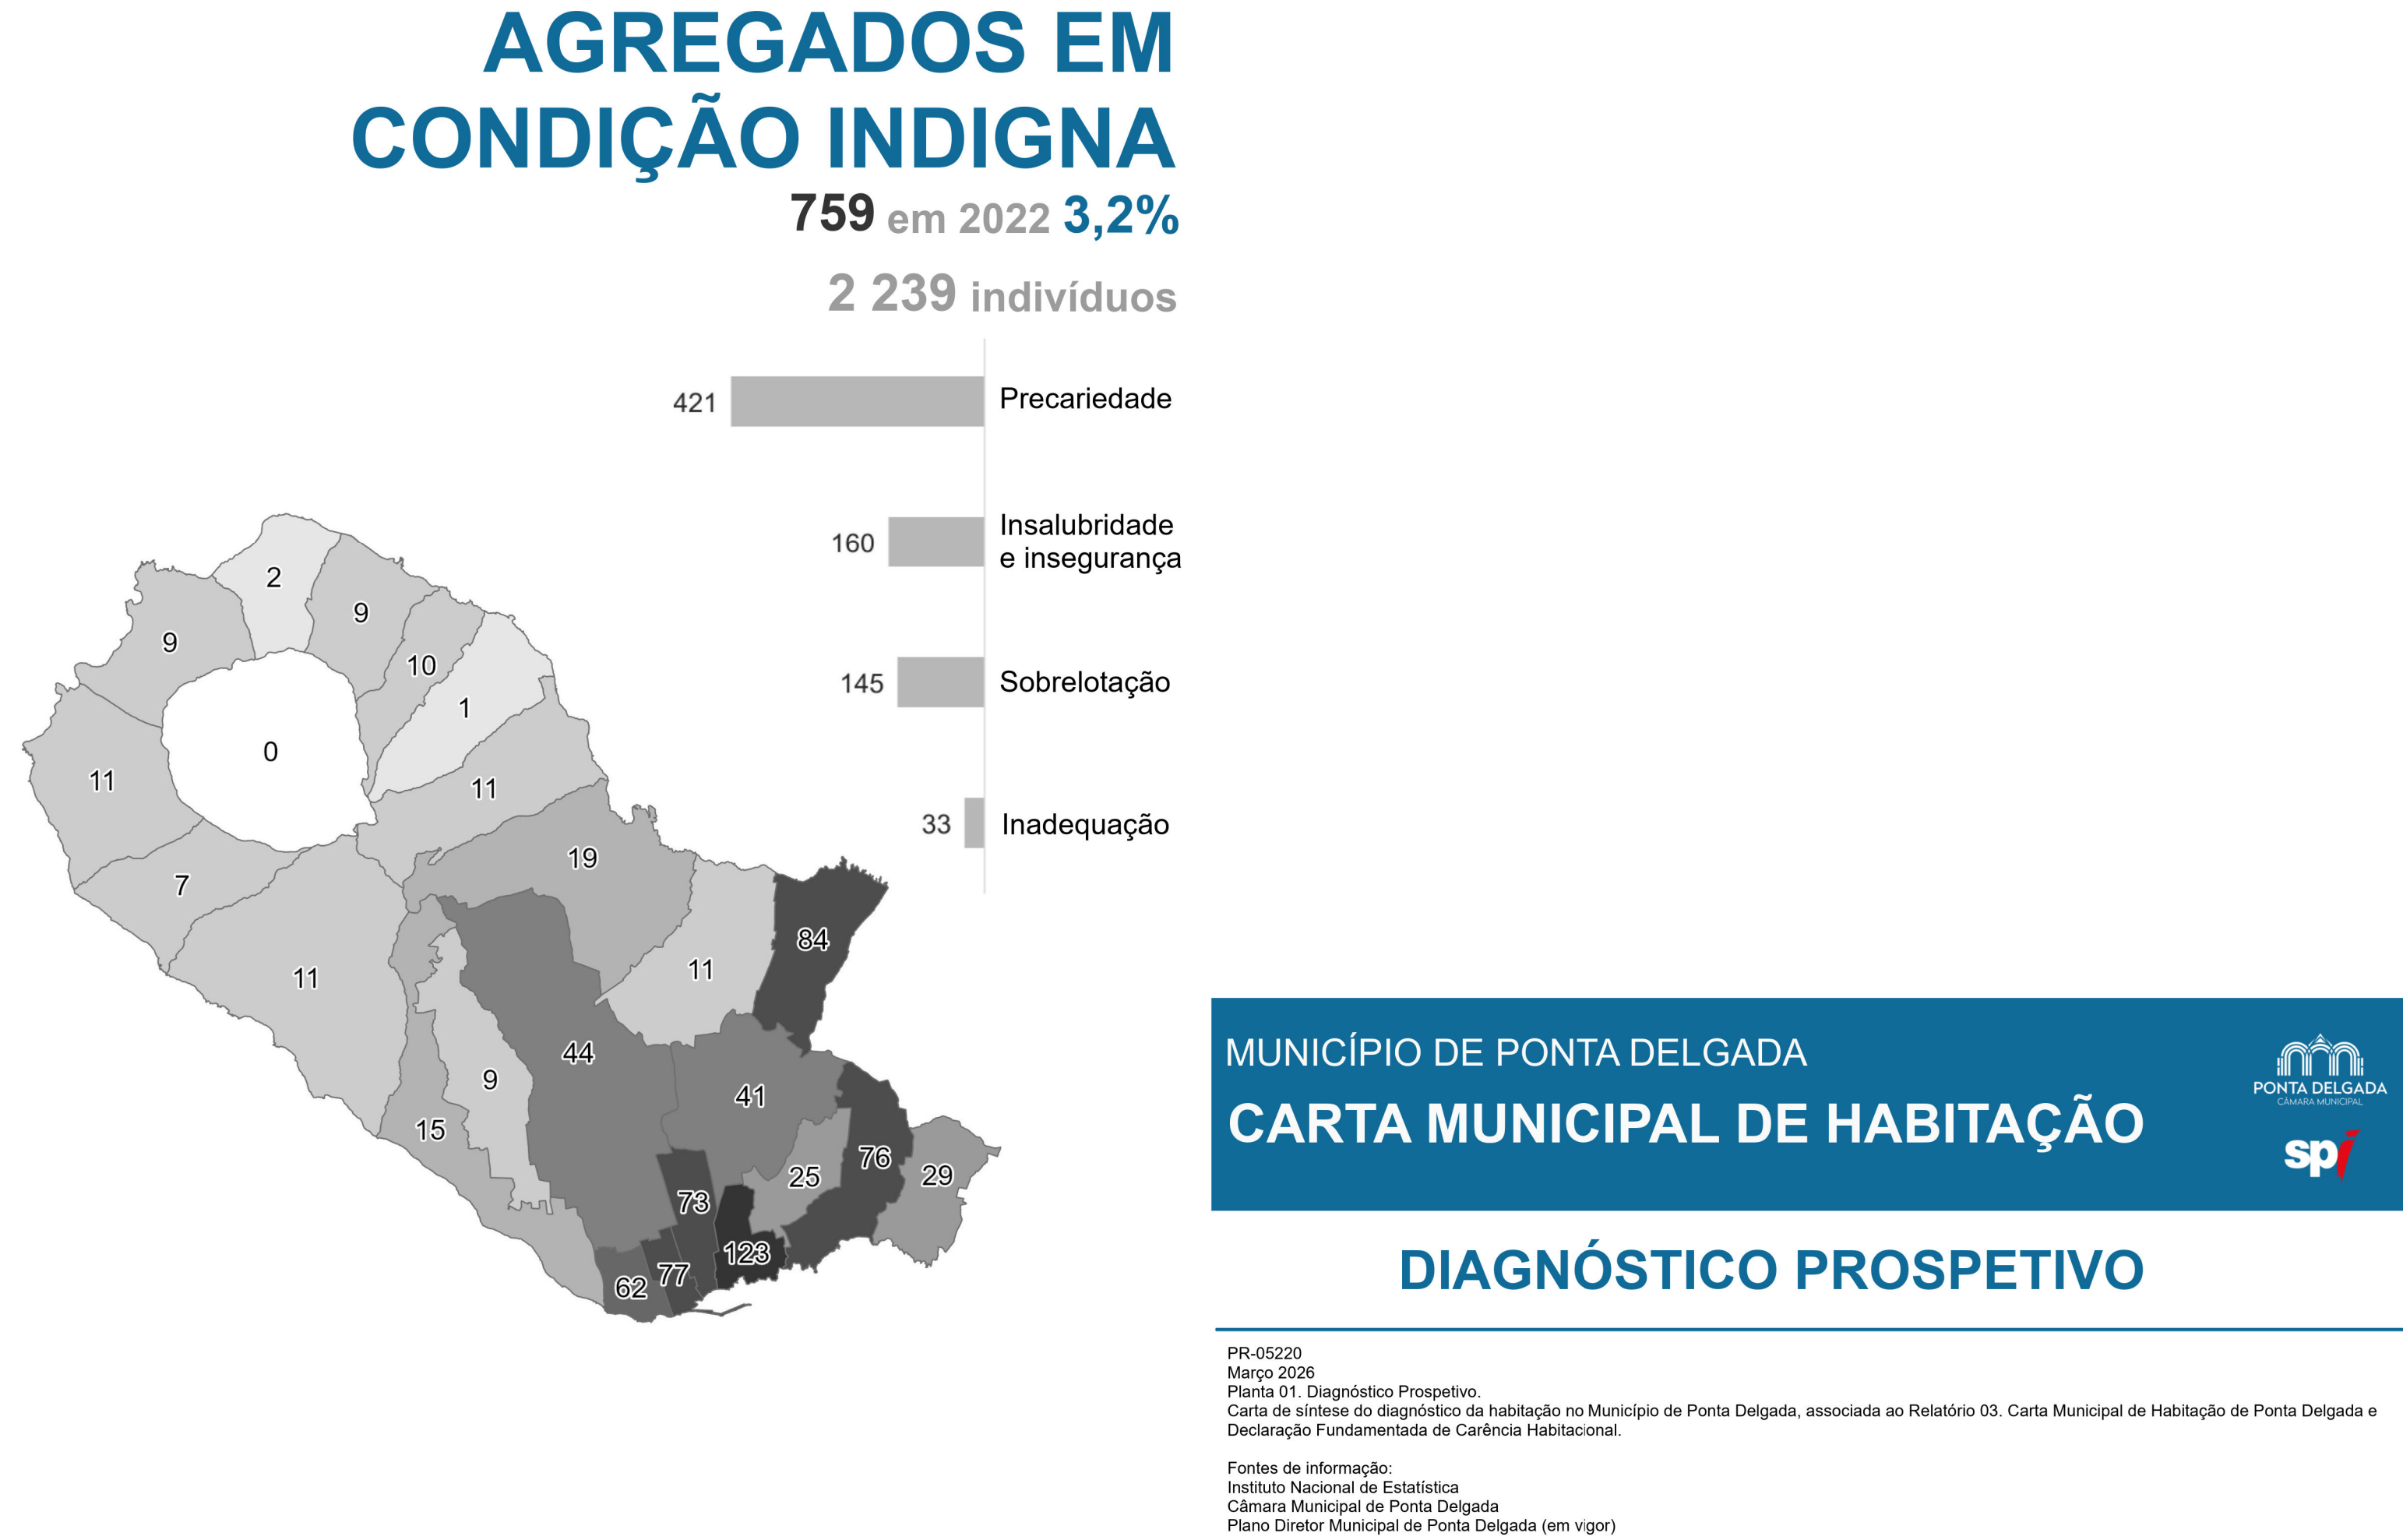 AGREGADOS EM
CONDIÇÃO INDIGNA
759 em 2022 3,2%
2 239 indivíduos
421 Precariedade
160 Insalubridade
e insegurança
145 Sobrelotação
33 Inadequação
2
9
9
10
1
0
11
11
19
7
84
11
11
44
9
41
15
76
25
29
73
123
77
62
MUNICÍPIO DE PONTA DELGADA
CARTA MUNICIPAL DE HABITAÇÃO
PONTA DELGADA
CÂMARA MUNICIPAL
spi
DIAGNÓSTICO PROSPETIVO
PR-05220
Março 2026
Planta 01. Diagnóstico Prospetivo.
Carta de síntese do diagnóstico da habitação no Município de Ponta Delgada, associada ao Relatório 03. Carta Municipal de Habitação de Ponta Delgada e
Declaração Fundamentada de Carência Habitacional.
Fontes de informação:
Instituto Nacional de Estatística
Câmara Municipal de Ponta Delgada
Plano Diretor Municipal de Ponta Delgada (em vigor)